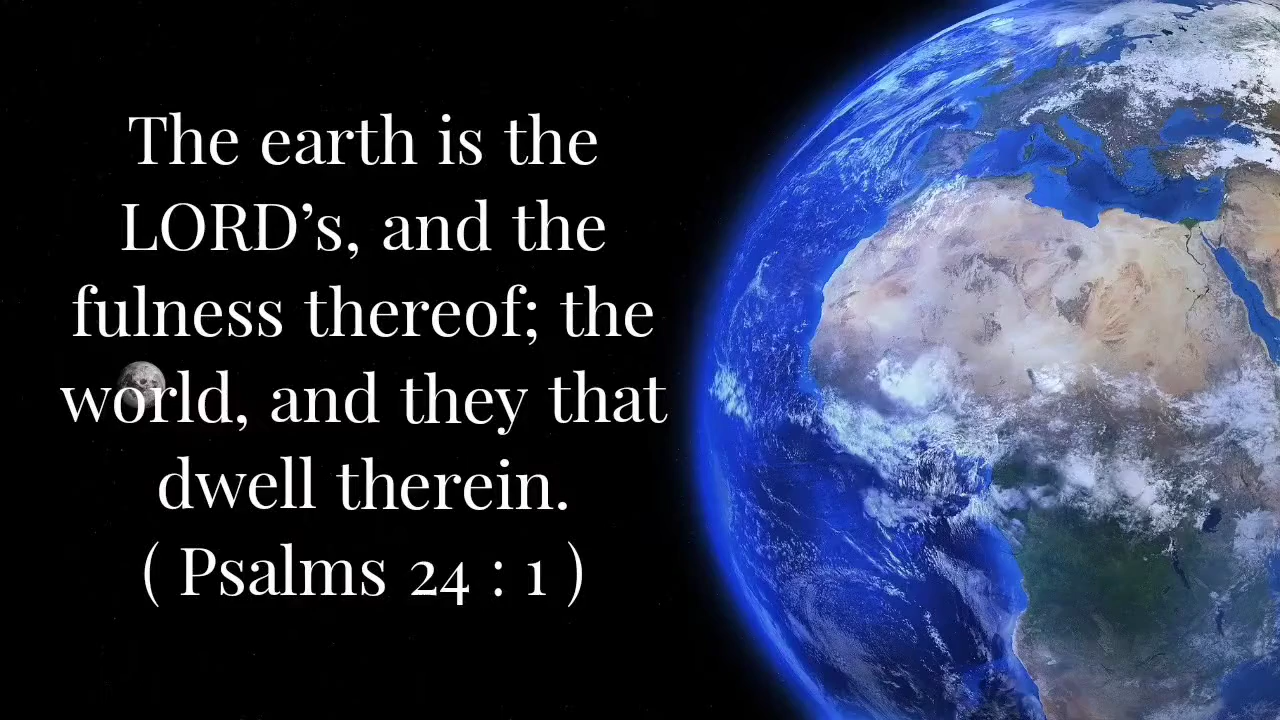 The earth is the
LORD’s, and the
fulness thereof; the
world, and they that
dwell therein.
( Psalms 24 : 1 )